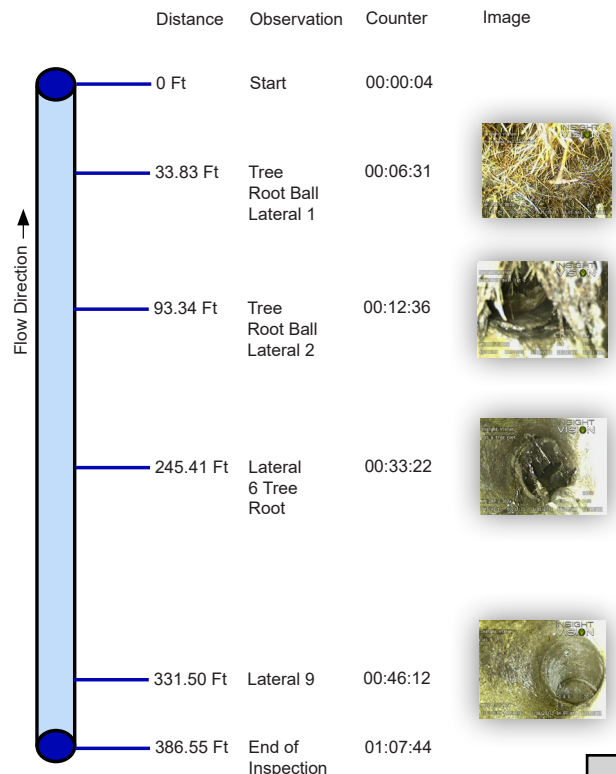 Distance Observation Counter Image
0 Ft Start 00:00:04
33.83 Ft Tree 00:06:31
Root Ball
Lateral 1
INSIGHT
VISION
93.34 Ft Tree 00:12:36
Root Ball
Lateral 2
INSIGHT
VISION
Flow Direction
245.41 Ft Lateral 00:33:22
6 Tree
Root
INSIGHT
VISION
331.50 Ft Lateral 9 00:46:12
INSIGHT
VISION
386.55 Ft End of 01:07:44
Inspection